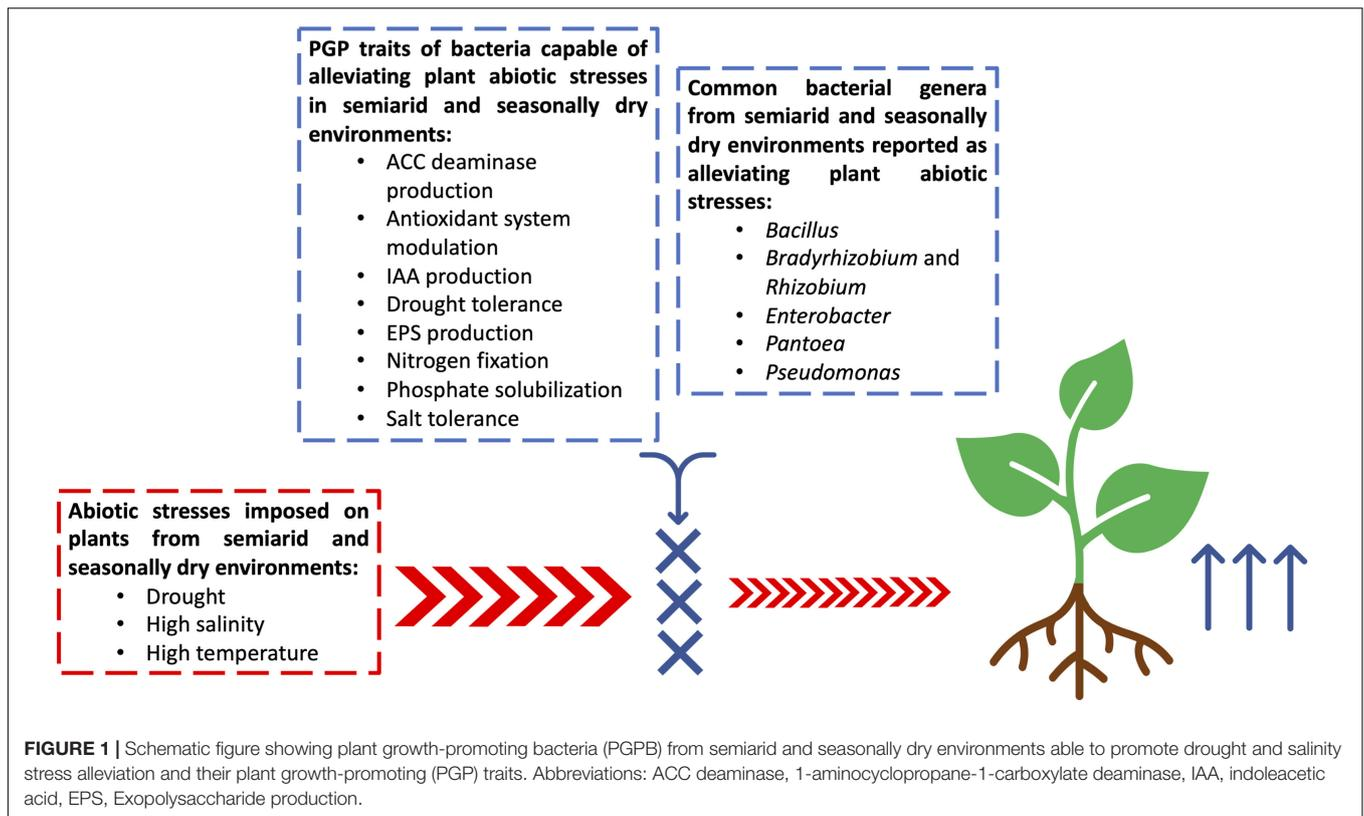 PGP traits of bacteria capable of
alleviating plant abiotic stresses
in semiarid and seasonally dry
environments:
• ACC deaminase
production
• Antioxidant system
modulation
• IAA production
• Drought tolerance
• EPS production
• Nitrogen fixation
• Phosphate solubilization
• Salt tolerance
Common bacterial genera
from semiarid and seasonally
dry environments reported as
alleviating plant abiotic
stresses:
• Bacillus
• Bradyrhizobium and
Rhizobium
• Enterobacter
• Pantoea
• Pseudomonas
Abiotic stresses imposed on
plants from semiarid and
seasonally dry environments:
• Drought
• High salinity
• High temperature
FIGURE 1 | Schematic figure showing plant growth-promoting bacteria (PGPB) from semiarid and seasonally dry environments able to promote drought and salinity
stress alleviation and their plant growth-promoting (PGP) traits. Abbreviations: ACC deaminase, 1-aminocyclopropane-1-carboxylate deaminase, IAA, indoleacetic
acid, EPS, Exopolysaccharide production.